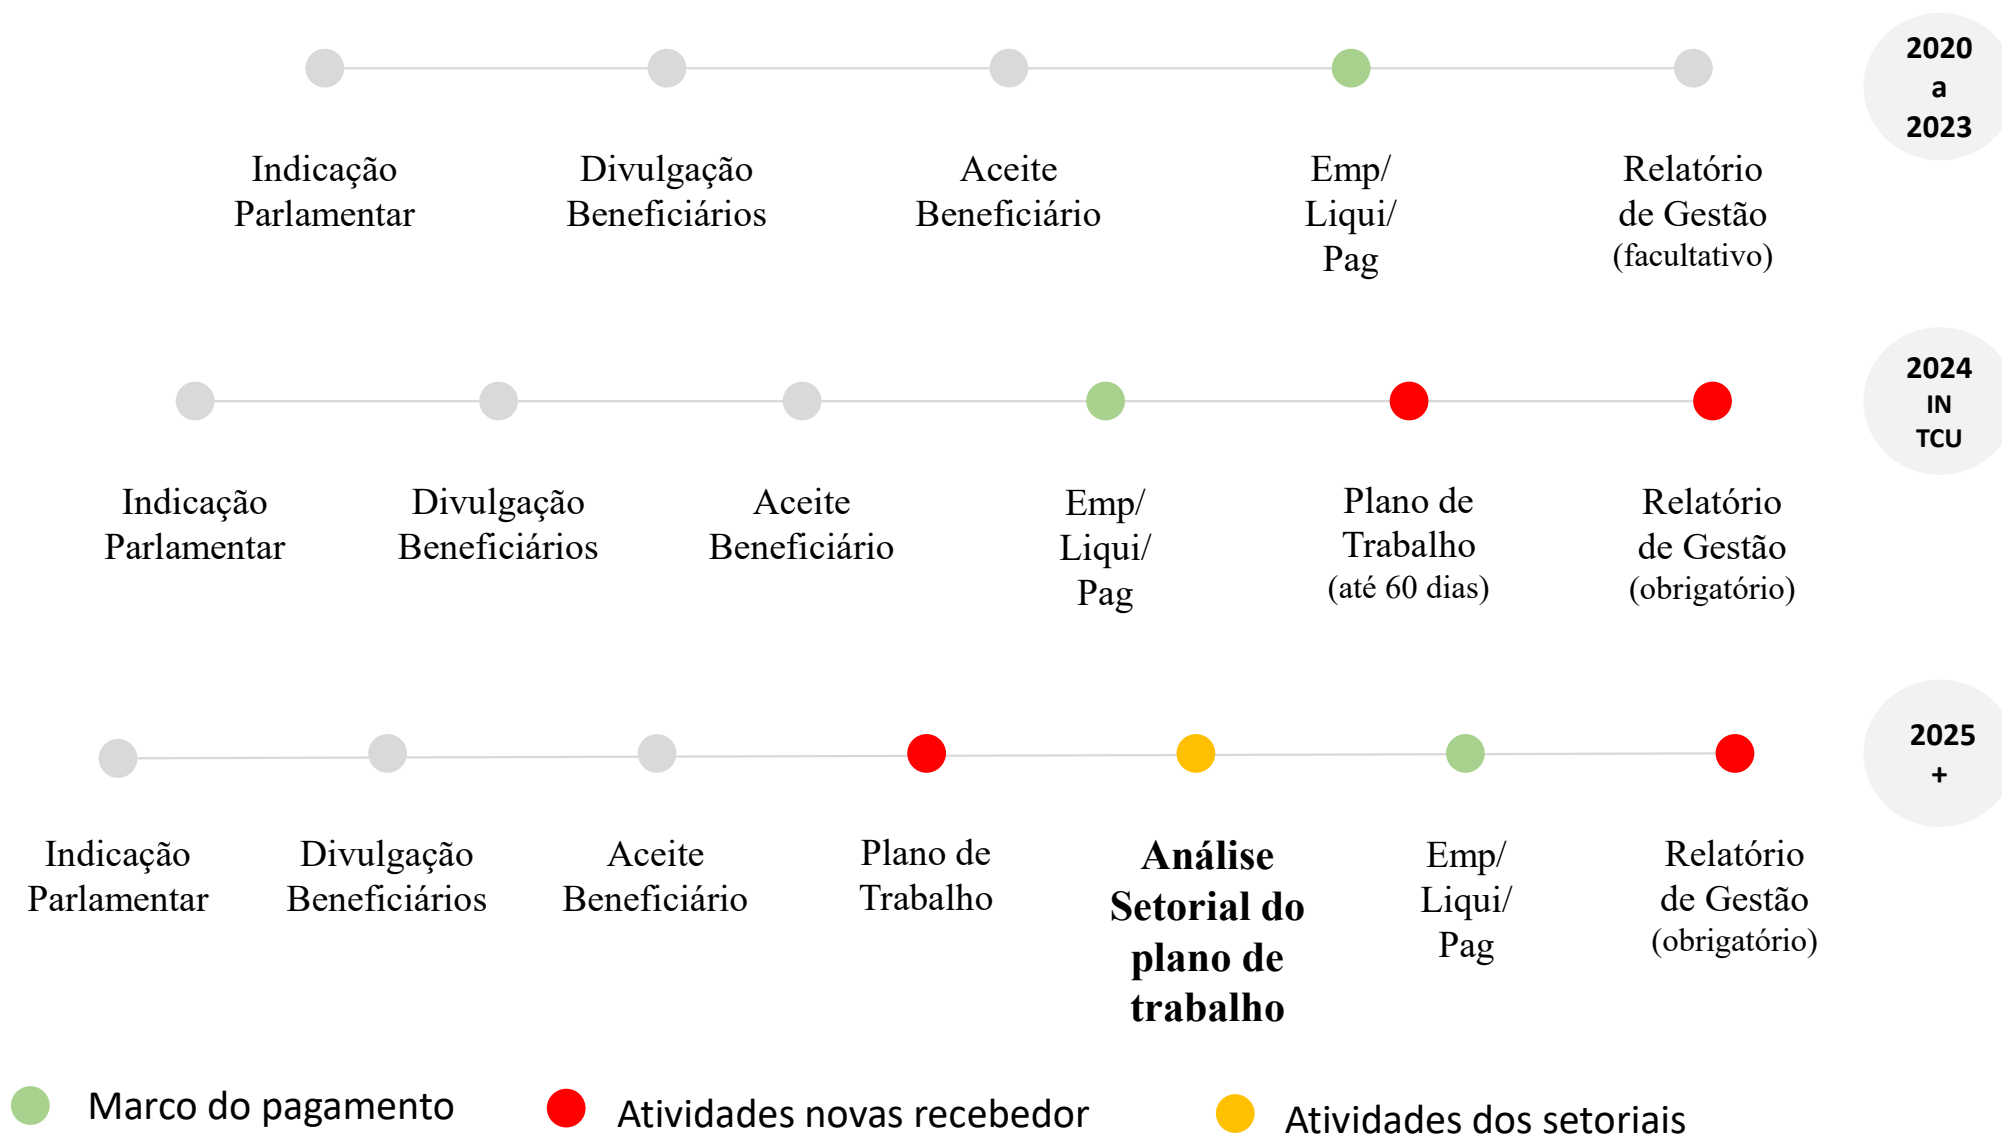 2020
a
2023
Indicação
Parlamentar
Divulgação
Beneficiários
Aceite
Beneficiário
Emp/
Liqui/
Pag
Relatório
de Gestão
(facultativo)
2024
IN
TCU
Indicação
Parlamentar
Divulgação
Beneficiários
Aceite
Beneficiário
Emp/
Liqui/
Pag
Plano de
Trabalho
(até 60 dias)
Relatório
de Gestão
(obrigatório)
2025
+
Indicação
Parlamentar
Divulgação
Beneficiários
Aceite
Beneficiário
Plano de
Trabalho
Análise
Setorial do
plano de
trabalho
Emp/
Liqui/
Pag
Relatório
de Gestão
(obrigatório)
Marco do pagamento
Atividades novas recebedor
Atividades dos setoriais